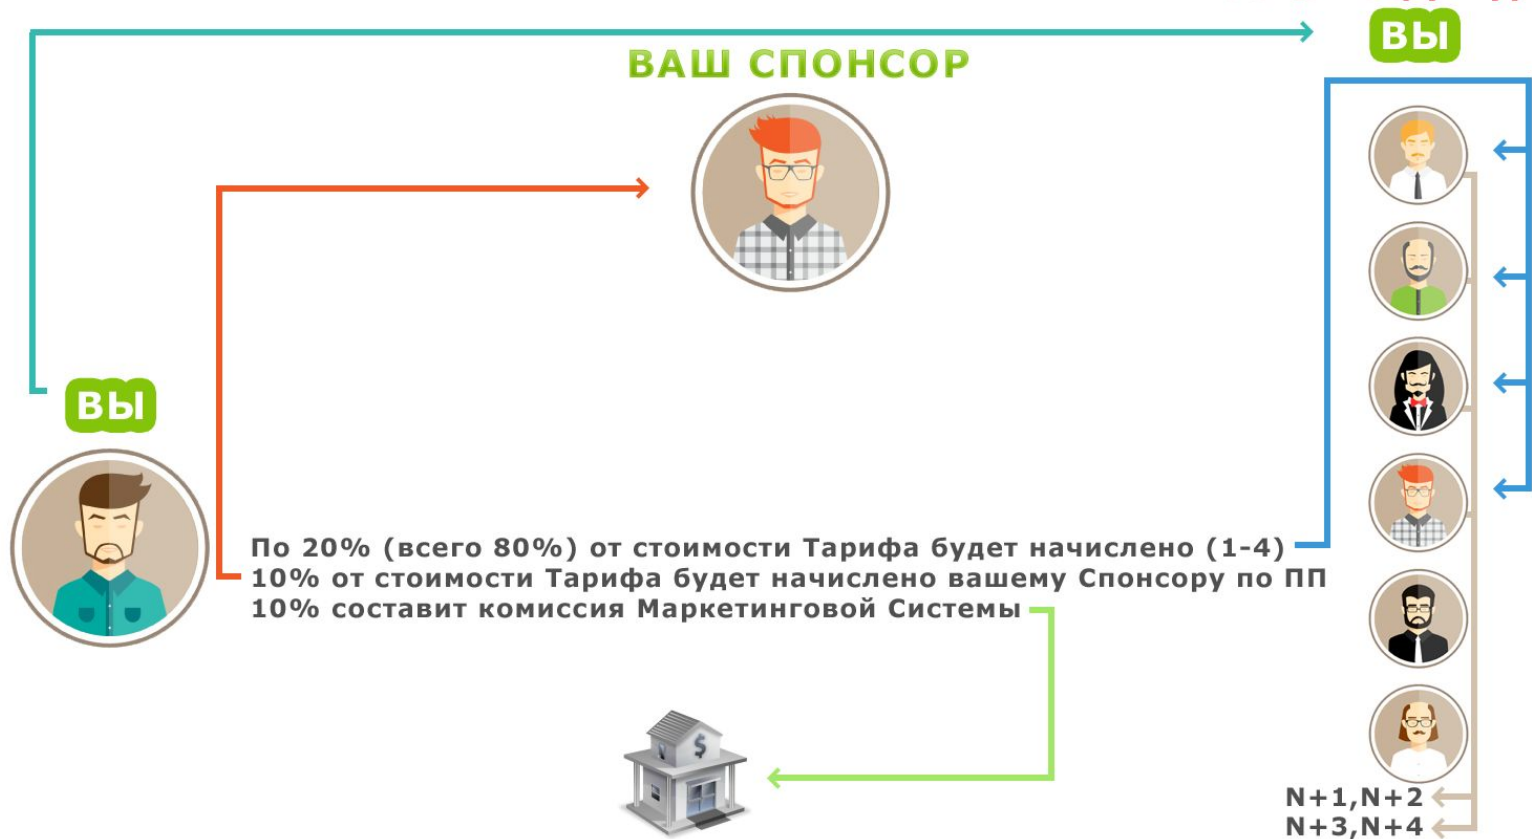 ВЫ
ВАШ СПОНСОР
ВЫ
По 20% (всего 80%) от стоимости Тарифа будет начислено (1-4)
10% от стоимости Тарифа будет начислено вашему Спонсору по ПП
10% составит комиссия Маркетинговой Системы
$
N+1,N+2
N+3,N+4